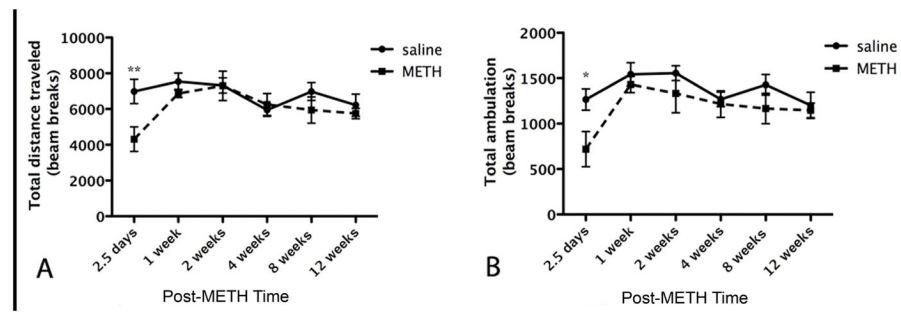 Total distance traveled
(beam breaks)
10000
8000
6000
4000
2000
0
**
saline
METH
2.5 days
1 week
2 weeks
4 weeks
8 weeks
12 weeks
A
Post-METH Time
Total ambulation
(beam breaks)
2000
1500
1000
500
0
*
saline
METH
2.5 days
1 week
2 weeks
4 weeks
8 weeks
12 weeks
B
Post-METH Time